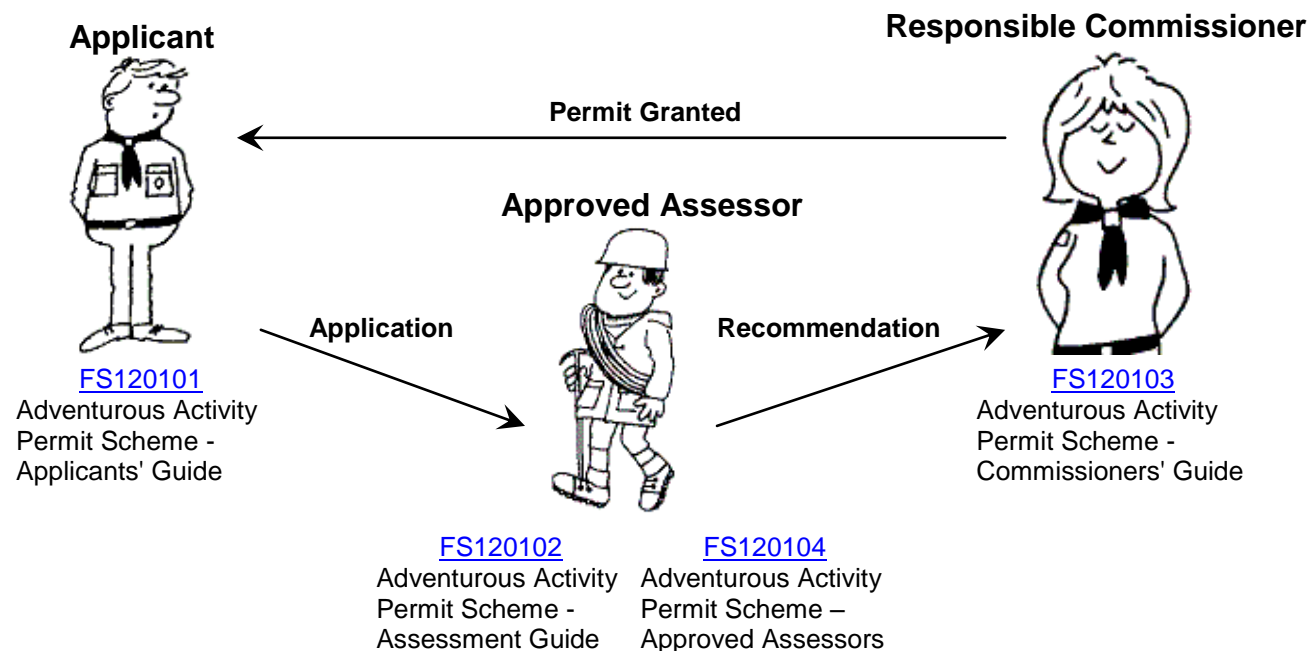 Applicant
Responsible Commissioner
Permit Granted
Approved Assessor
Application
Recommendation
FS120101
Adventurous Activity
Permit Scheme -
Applicants' Guide
FS120103
Adventurous Activity
Permit Scheme -
Commissioners' Guide
FS120102
Adventurous Activity
Permit Scheme -
Assessment Guide
FS120104
Adventurous Activity
Permit Scheme –
Approved Assessors